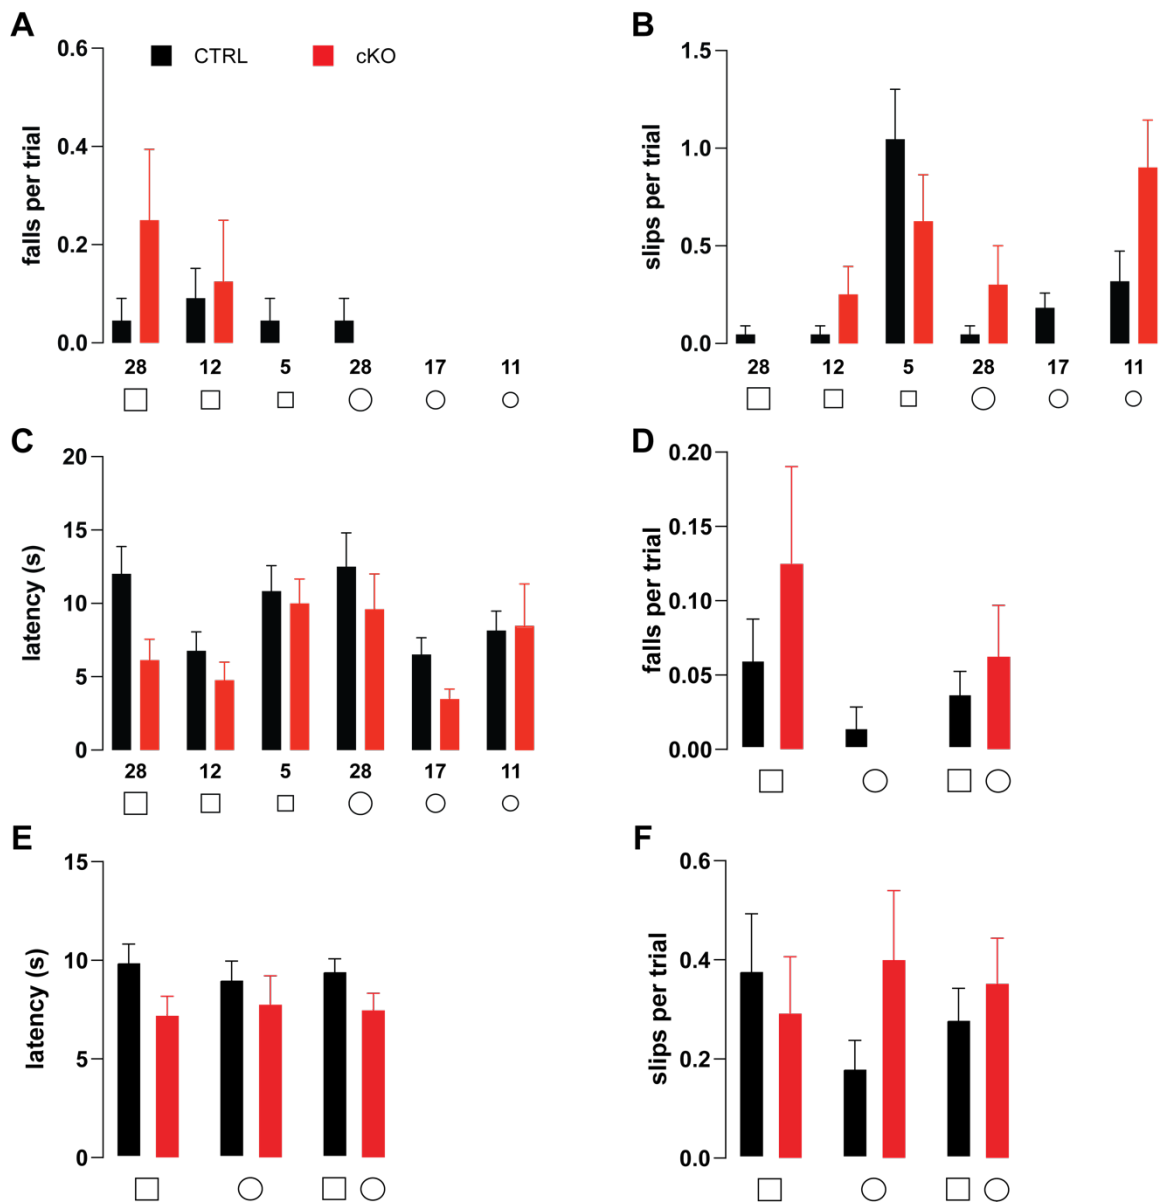 A
B
0.6
CTRL
cKO
0.4
0.2
0.0
falls per trial
28 12 5 28 17 11
1.5
1.0
0.5
0.0
slips per trial
28 12 5 28 17 11
C
D
20
15
10
5
0
latency (s)
28 12 5 28 17 11
0.20
0.15
0.10
0.05
0.00
falls per trial
E
F
15
10
5
0
latency (s)
0.6
0.4
0.2
0.0
slips per trial